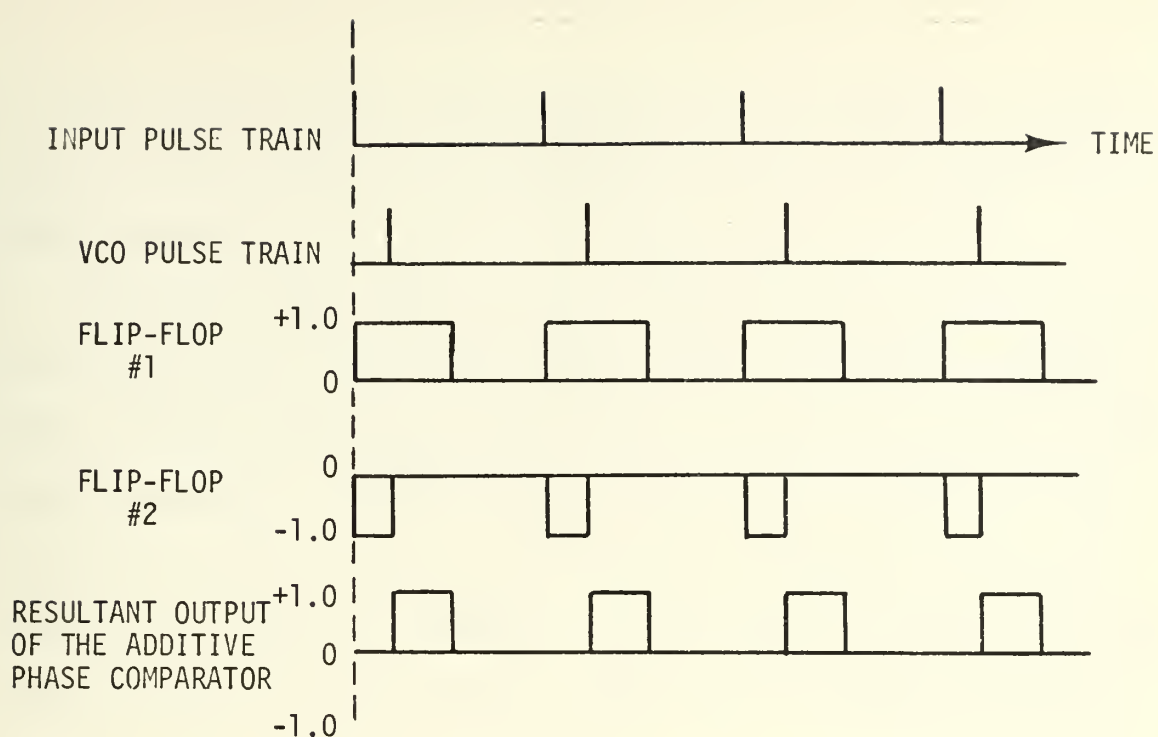 INPUT PULSE TRAIN
TIME
VCO PULSE TRAIN
FLIP-FLOP
#1
+1.0
0
FLIP-FLOP
#2
0
-1.0
RESULTANT OUTPUT
OF THE ADDITIVE
PHASE COMPARATOR
+1.0
0
-1.0